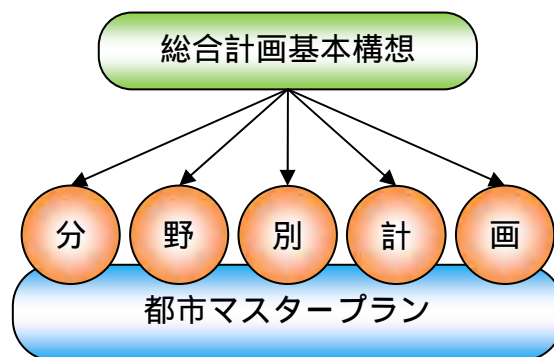 総合計画基本構想
分野別計画
都市マスタープラン